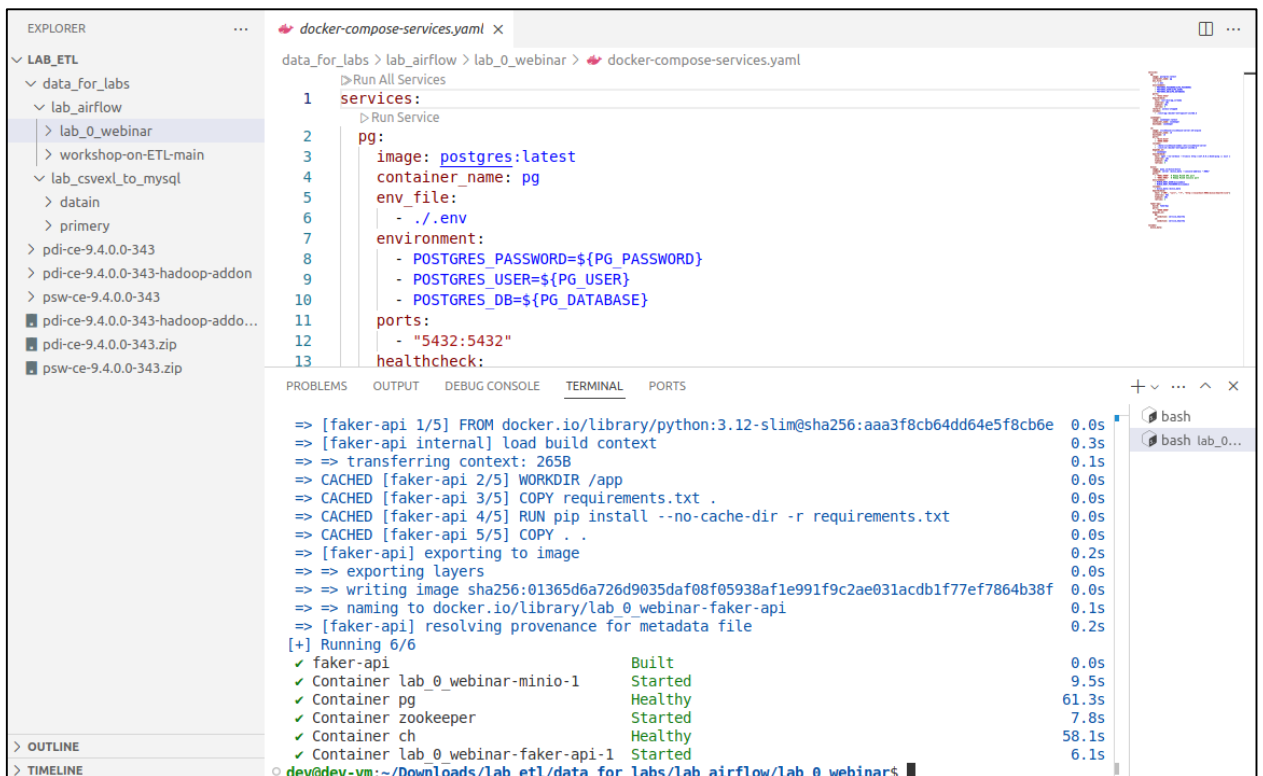 EXPLORER
LAB_ETL
data_for_labs
lab_airflow
lab_0_webinar
workshop-on-ETL-main
lab_csvexl_to_mysql
datain
primery
pdi-ce-9.4.0.0-343
pdi-ce-9.4.0.0-343-hadoop-addon
psw-ce-9.4.0.0-343
pdi-ce-9.4.0.0-343-hadoop-addo...
pdi-ce-9.4.0.0-343.zip
psw-ce-9.4.0.0-343.zip
OUTLINE
TIMELINE
docker-compose-services.yaml
data_for_labs > lab_airflow > lab_0_webinar > docker-compose-services.yaml
Run All Services
1 services:
Run Service
2 pg:
3 image: postgres:latest
4 container_name: pg
5 env_file:
6 - ./.env
7 environment:
8 - POSTGRES_PASSWORD=${PG_PASSWORD}
9 - POSTGRES_USER=${PG_USER}
10 - POSTGRES_DB=${PG_DATABASE}
11 ports:
12 - "5432:5432"
13 healthcheck:
PROBLEMS OUTPUT DEBUG CONSOLE TERMINAL PORTS
=> [faker-api 1/5] FROM docker.io/library/python:3.12-slim@sha256:aaa3f8cb64dd64e5f8cb6e 0.0s
=> [faker-api internal] load build context 0.3s
=> => transferring context: 265B 0.1s
=> CACHED [faker-api 2/5] WORKDIR /app 0.0s
=> CACHED [faker-api 3/5] COPY requirements.txt . 0.0s
=> CACHED [faker-api 4/5] RUN pip install --no-cache-dir -r requirements.txt 0.0s
=> CACHED [faker-api 5/5] COPY . . 0.0s
=> [faker-api] exporting to image 0.2s
=> => exporting layers 0.0s
=> => writing image sha256:01365d6a726d9035daf08f05938af1e991f9c2ae031acdb1f77ef7864b38f 0.0s
=> => naming to docker.io/library/lab_0_webinar-faker-api 0.1s
=> [faker-api] resolving provenance for metadata file 0.2s
[+] Running 6/6
✔ faker-api Built 0.0s
✔ Container lab_0_webinar-minio-1 Started 9.5s
✔ Container pg Healthy 61.3s
✔ Container zookeeper Started 7.8s
✔ Container ch Healthy 58.1s
✔ Container lab_0_webinar-faker-api-1 Started 6.1s
dev@dev-vm:~/Downloads/lab_etl/data_for_labs/lab_airflow/lab_0_webinar$
bash
bash lab_0...